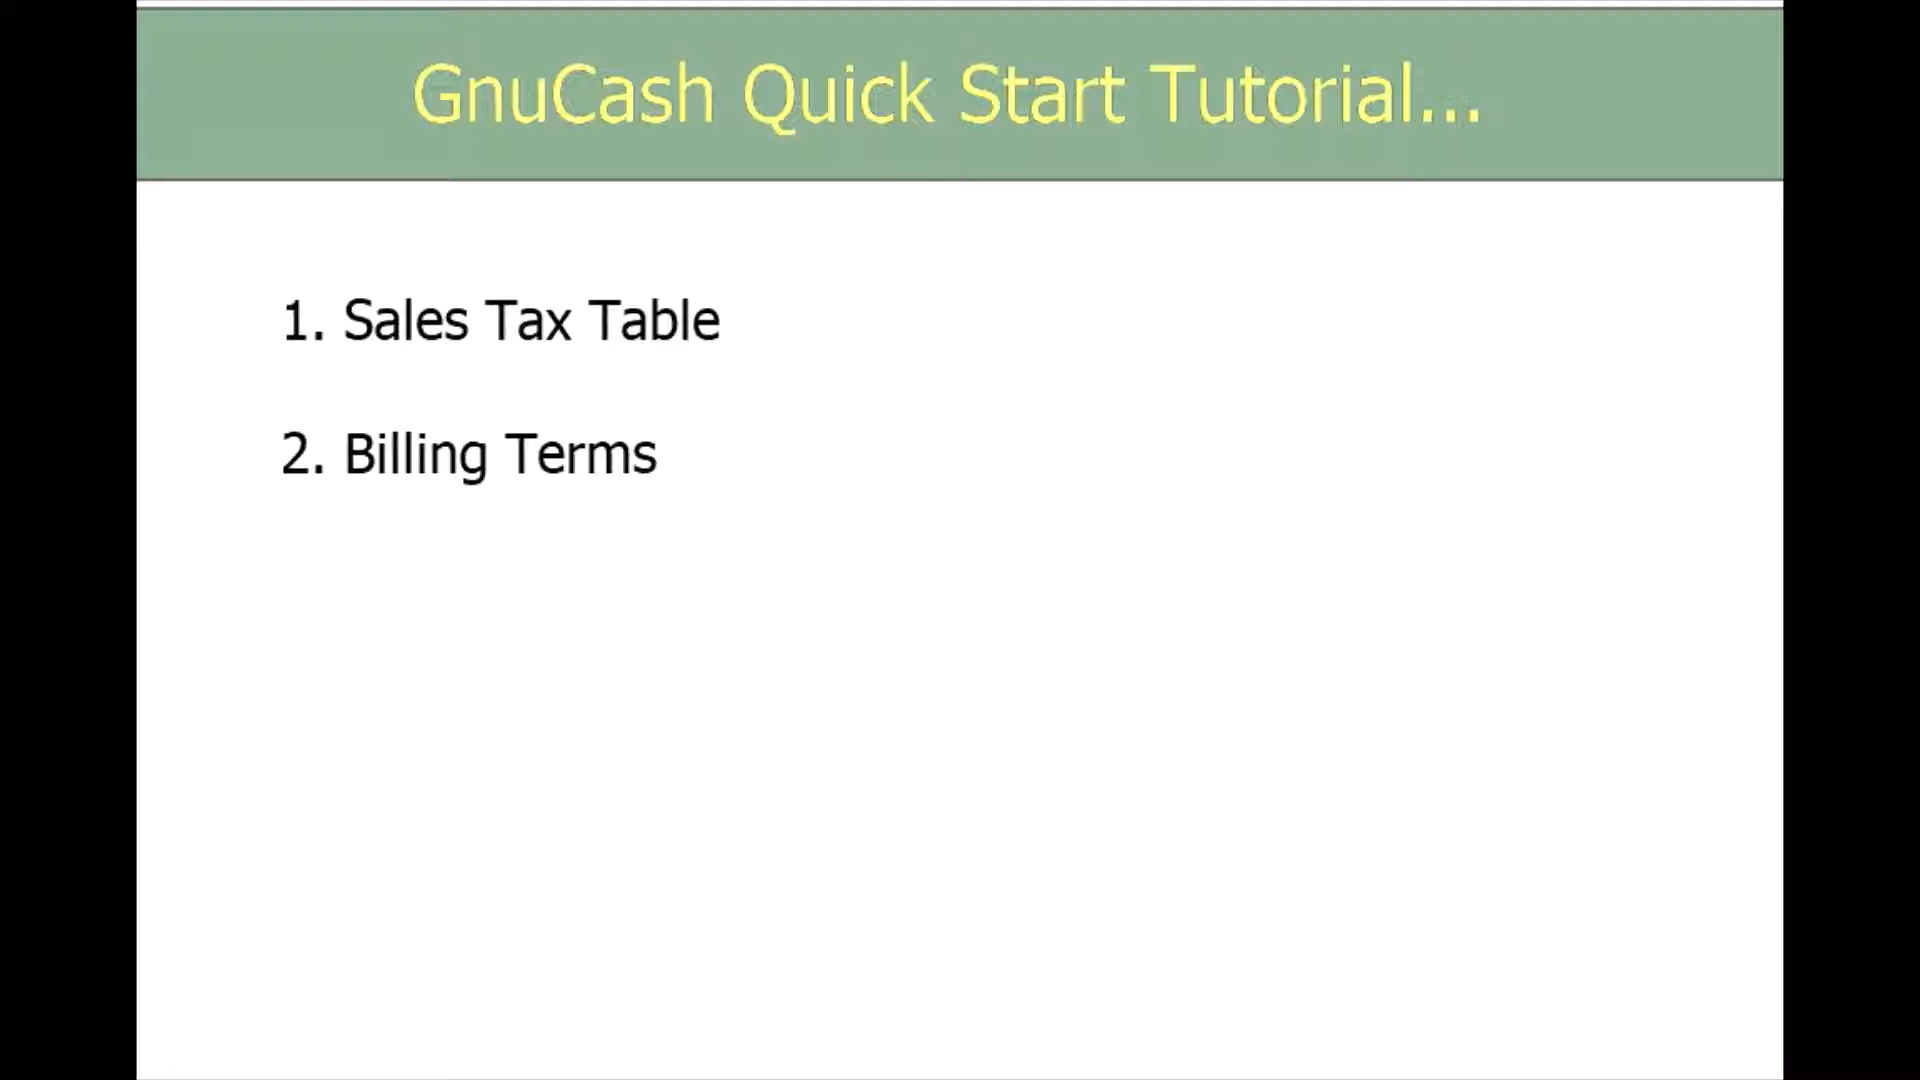 GnuCash Quick Start Tutorial...
1. Sales Tax Table
2. Billing Terms